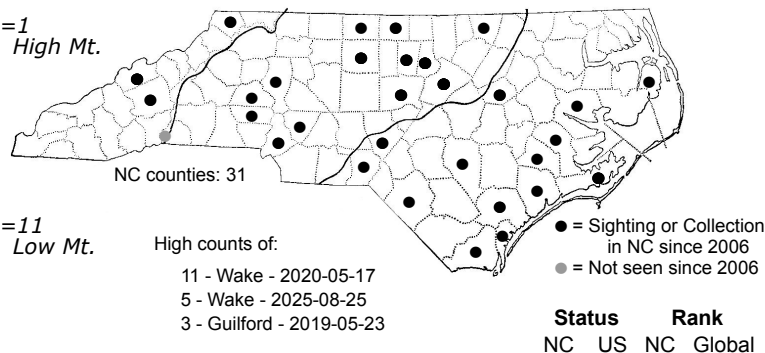 =1
High Mt.
NC counties: 31
=11
Low Mt.
High counts of:
11 - Wake - 2020-05-17
5 - Wake - 2025-08-25
3 - Guilford - 2019-05-23
= Sighting or Collection
in NC since 2006
= Not seen since 2006
Status Rank
NC US NC Global